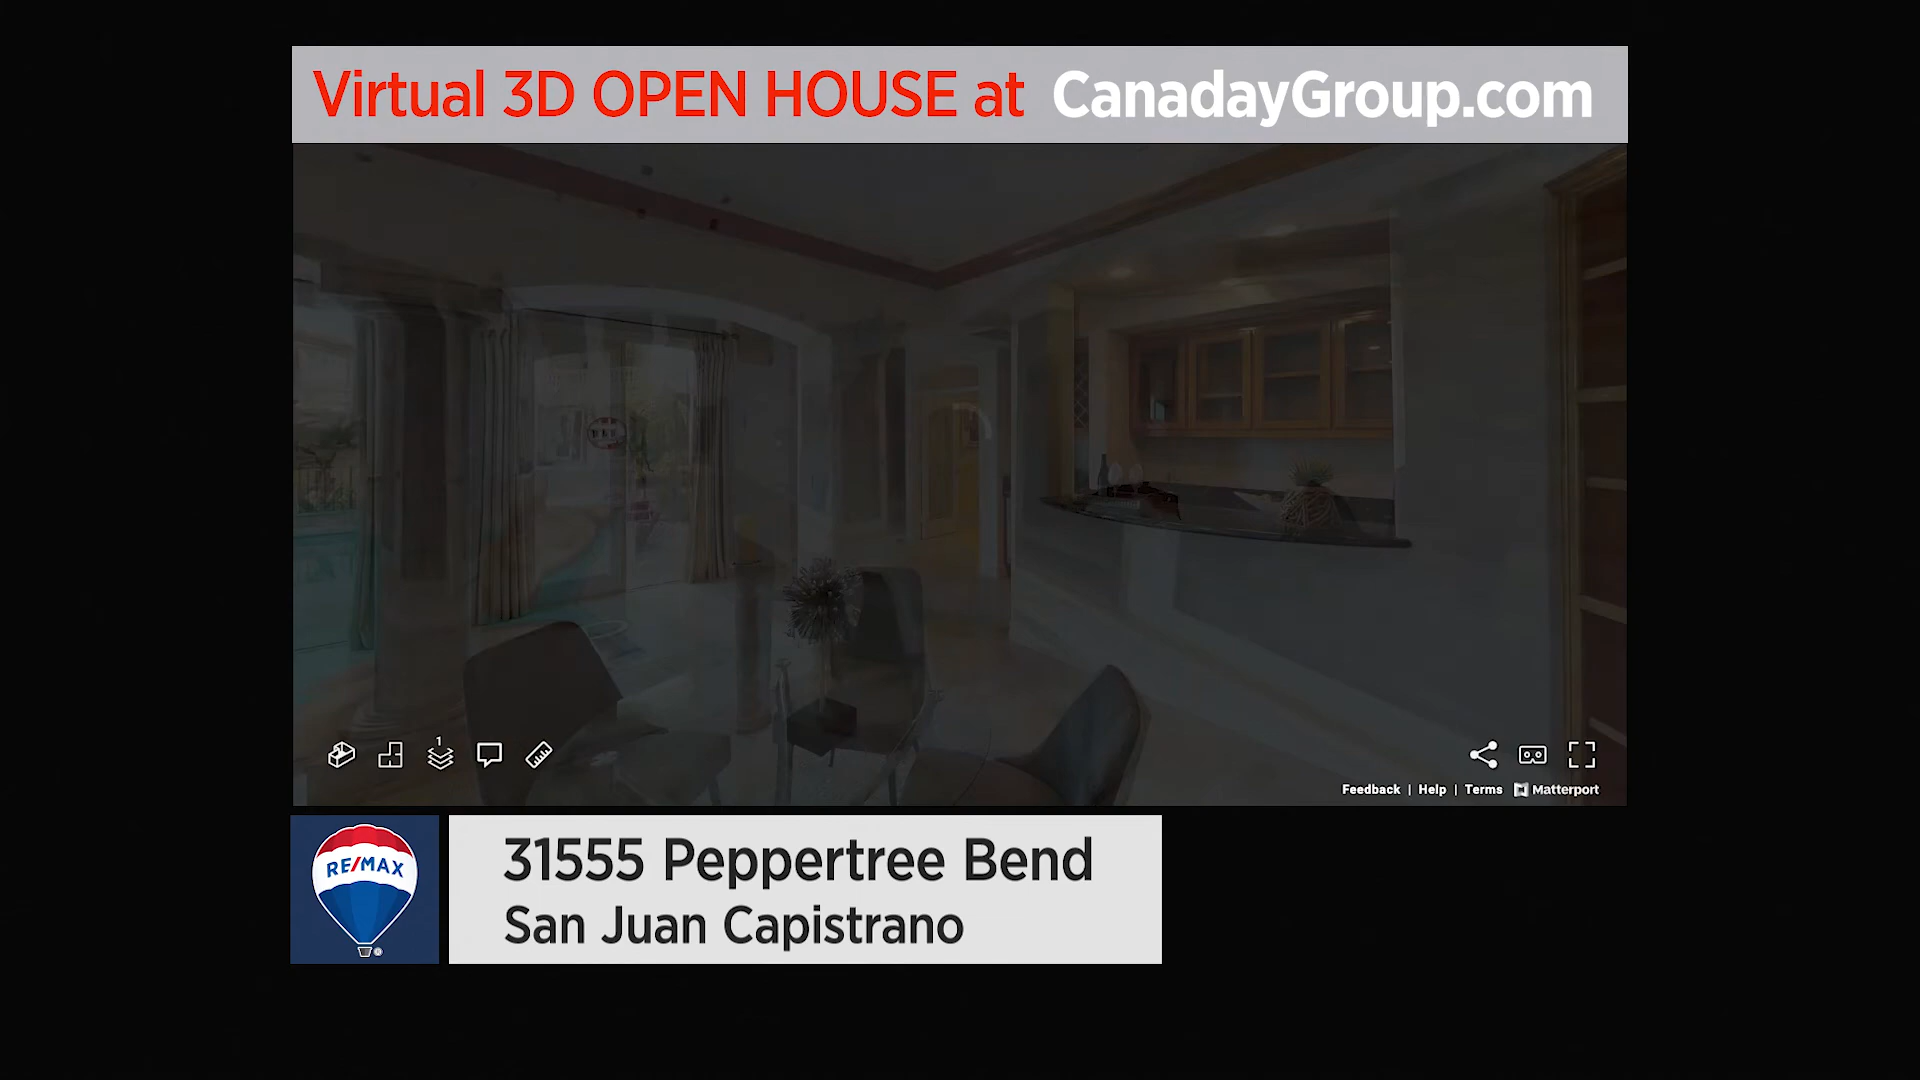 Virtual 3D OPEN HOUSE at CanadayGroup.com
1
Feedback | Help | Terms Matterport
RE/MAX
31555 Peppertree Bend
San Juan Capistrano